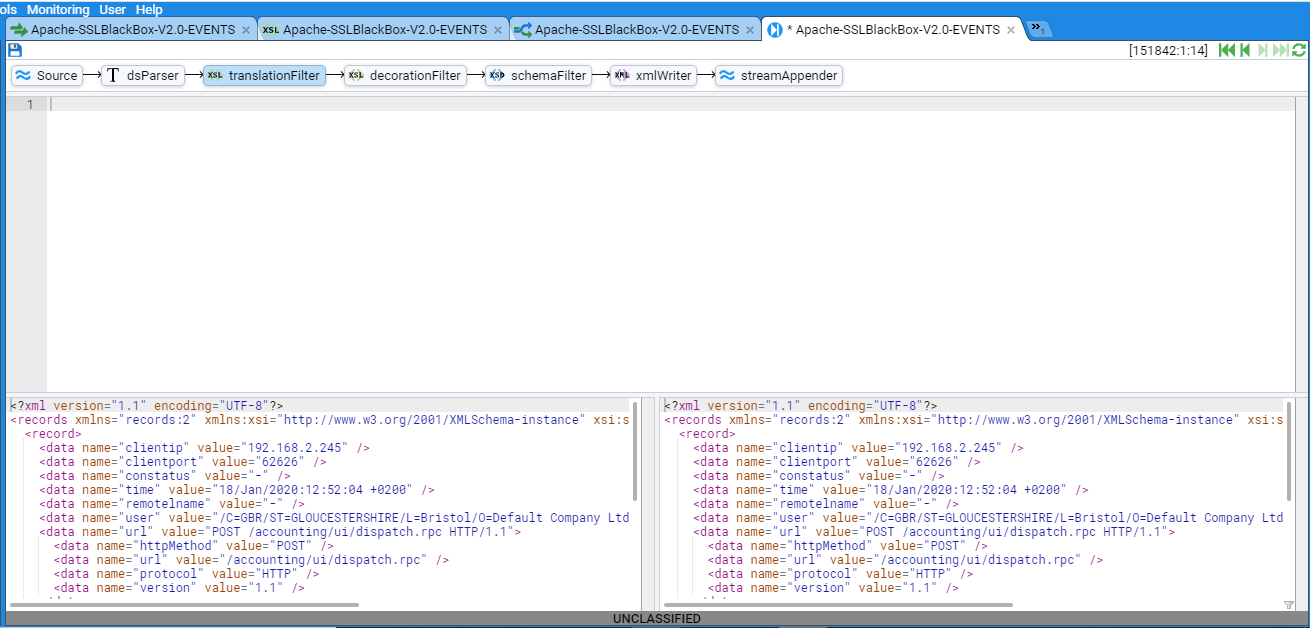 ols Monitoring User Help
Apache-SSLBlackBox-V2.0-EVENTS × XSL Apache-SSLBlackBox-V2.0-EVENTS × Apache-SSLBlackBox-V2.0-EVENTS × * Apache-SSLBlackBox-V2.0-EVENTS × » 1
[151842:1:14]
Source T dsParser XSL translationFilter XSL decorationFilter XSD schemaFilter XML xmlWriter streamAppender
1
<?xml version="1.1" encoding="UTF-8"?>
<records xmlns="records:2" xmlns:xsi="http://www.w3.org/2001/XMLSchema-instance" xsi:s
<record>
<data name="clientip" value="192.168.2.245" />
<data name="clientport" value="62626" />
<data name="constatus" value="-" />
<data name="time" value="18/Jan/2020:12:52:04 +0200" />
<data name="remotelname" value="-" />
<data name="user" value="/C=GBR/ST=GLOUCESTERSHIRE/L=Bristol/O=Default Company Ltd
<data name="url" value="POST /accounting/ui/dispatch.rpc HTTP/1.1">
<data name="httpMethod" value="POST" />
<data name="url" value="/accounting/ui/dispatch.rpc" />
<data name="protocol" value="HTTP" />
<data name="version" value="1.1" />
<?xml version="1.1" encoding="UTF-8"?>
<records xmlns="records:2" xmlns:xsi="http://www.w3.org/2001/XMLSchema-instance" xsi:s
<record>
<data name="clientip" value="192.168.2.245" />
<data name="clientport" value="62626" />
<data name="constatus" value="-" />
<data name="time" value="18/Jan/2020:12:52:04 +0200" />
<data name="remotelname" value="-" />
<data name="user" value="/C=GBR/ST=GLOUCESTERSHIRE/L=Bristol/O=Default Company Ltd
<data name="url" value="POST /accounting/ui/dispatch.rpc HTTP/1.1">
<data name="httpMethod" value="POST" />
<data name="url" value="/accounting/ui/dispatch.rpc" />
<data name="protocol" value="HTTP" />
<data name="version" value="1.1" />
UNCLASSIFIED